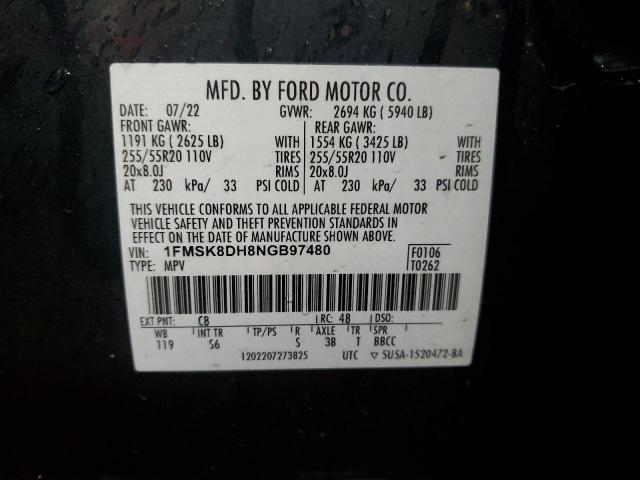 MFD. BY FORD MOTOR CO.
DATE: 07/22 GVWR: 2694 KG ( 5940 LB)
FRONT GAWR: REAR GAWR:
1191 KG ( 2625 LB) WITH 1554 KG ( 3425 LB) WITH
255/55R20 110V TIRES 255/55R20 110V TIRES
20x8.0J RIMS 20x8.0J RIMS
AT 230 kPa/ 33 PSI COLD AT 230 kPa/ 33 PSI COLD
THIS VEHICLE CONFORMS TO ALL APPLICABLE FEDERAL MOTOR
VEHICLE SAFETY AND THEFT PREVENTION STANDARDS IN
EFFECT ON THE DATE OF MANUFACTURE SHOWN ABOVE.
VIN: 1FMSK8DH8NGB97480 F0106
TYPE: MPV T0262
EXT PNT: C8 RC: 48 DSO:
WB INT TR TP/PS R AXLE TR SPR
119 S6 S 3B T BBCC
1202207273825 UTC ▽ 5U5A-1520472-BA